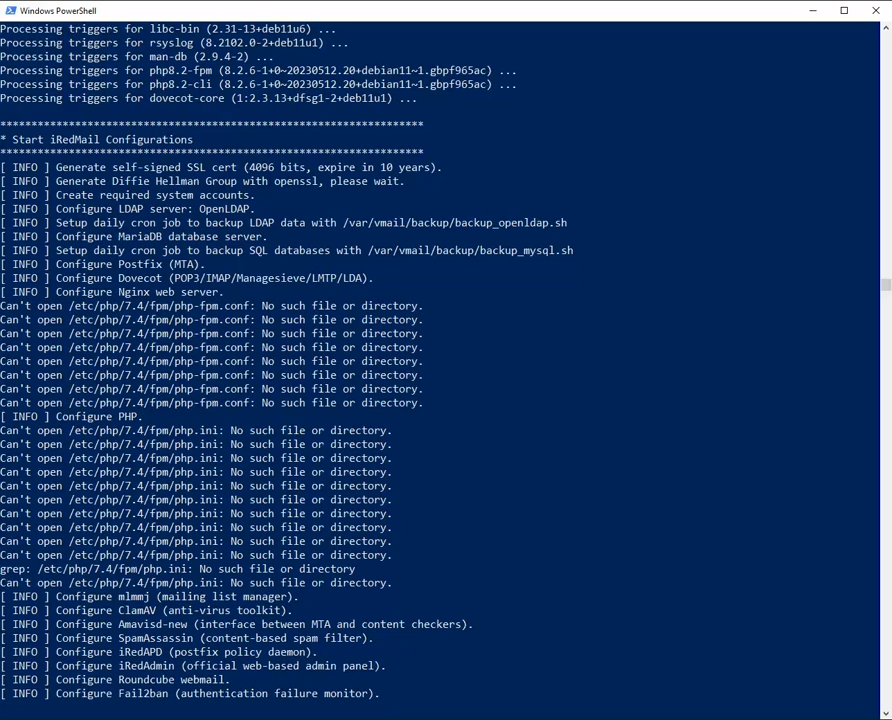 Windows PowerShell
Processing triggers for libc-bin (2.31-13+deb11u6) ...
Processing triggers for rsyslog (8.2102.0-2+deb11u1) ...
Processing triggers for man-db (2.9.4-2) ...
Processing triggers for php8.2-fpm (8.2.6-1+0~20230512.20+debian11~1.gbpf965ac) ...
Processing triggers for php8.2-cli (8.2.6-1+0~20230512.20+debian11~1.gbpf965ac) ...
Processing triggers for dovecot-core (1:2.3.13+dfsg1-2+deb11u1) ...
********************************************************************
* Start iRedMail Configurations
********************************************************************
[ INFO ] Generate self-signed SSL cert (4096 bits, expire in 10 years).
[ INFO ] Generate Diffie Hellman Group with openssl, please wait.
[ INFO ] Create required system accounts.
[ INFO ] Configure LDAP server: OpenLDAP.
[ INFO ] Setup daily cron job to backup LDAP data with /var/vmail/backup/backup_openldap.sh
[ INFO ] Configure MariaDB database server.
[ INFO ] Setup daily cron job to backup SQL databases with /var/vmail/backup/backup_mysql.sh
[ INFO ] Configure Postfix (MTA).
[ INFO ] Configure Dovecot (POP3/IMAP/Managesieve/LMTP/LDA).
[ INFO ] Configure Nginx web server.
Can't open /etc/php/7.4/fpm/php-fpm.conf: No such file or directory.
Can't open /etc/php/7.4/fpm/php-fpm.conf: No such file or directory.
Can't open /etc/php/7.4/fpm/php-fpm.conf: No such file or directory.
Can't open /etc/php/7.4/fpm/php-fpm.conf: No such file or directory.
Can't open /etc/php/7.4/fpm/php-fpm.conf: No such file or directory.
Can't open /etc/php/7.4/fpm/php-fpm.conf: No such file or directory.
Can't open /etc/php/7.4/fpm/php-fpm.conf: No such file or directory.
Can't open /etc/php/7.4/fpm/php-fpm.conf: No such file or directory.
[ INFO ] Configure PHP.
Can't open /etc/php/7.4/fpm/php.ini: No such file or directory.
Can't open /etc/php/7.4/fpm/php.ini: No such file or directory.
Can't open /etc/php/7.4/fpm/php.ini: No such file or directory.
Can't open /etc/php/7.4/fpm/php.ini: No such file or directory.
Can't open /etc/php/7.4/fpm/php.ini: No such file or directory.
Can't open /etc/php/7.4/fpm/php.ini: No such file or directory.
Can't open /etc/php/7.4/fpm/php.ini: No such file or directory.
Can't open /etc/php/7.4/fpm/php.ini: No such file or directory.
Can't open /etc/php/7.4/fpm/php.ini: No such file or directory.
Can't open /etc/php/7.4/fpm/php.ini: No such file or directory.
grep: /etc/php/7.4/fpm/php.ini: No such file or directory
Can't open /etc/php/7.4/fpm/php.ini: No such file or directory.
[ INFO ] Configure mlmmj (mailing list manager).
[ INFO ] Configure ClamAV (anti-virus toolkit).
[ INFO ] Configure Amavisd-new (interface between MTA and content checkers).
[ INFO ] Configure SpamAssassin (content-based spam filter).
[ INFO ] Configure iRedAPD (postfix policy daemon).
[ INFO ] Configure iRedAdmin (official web-based admin panel).
[ INFO ] Configure Roundcube webmail.
[ INFO ] Configure Fail2ban (authentication failure monitor).